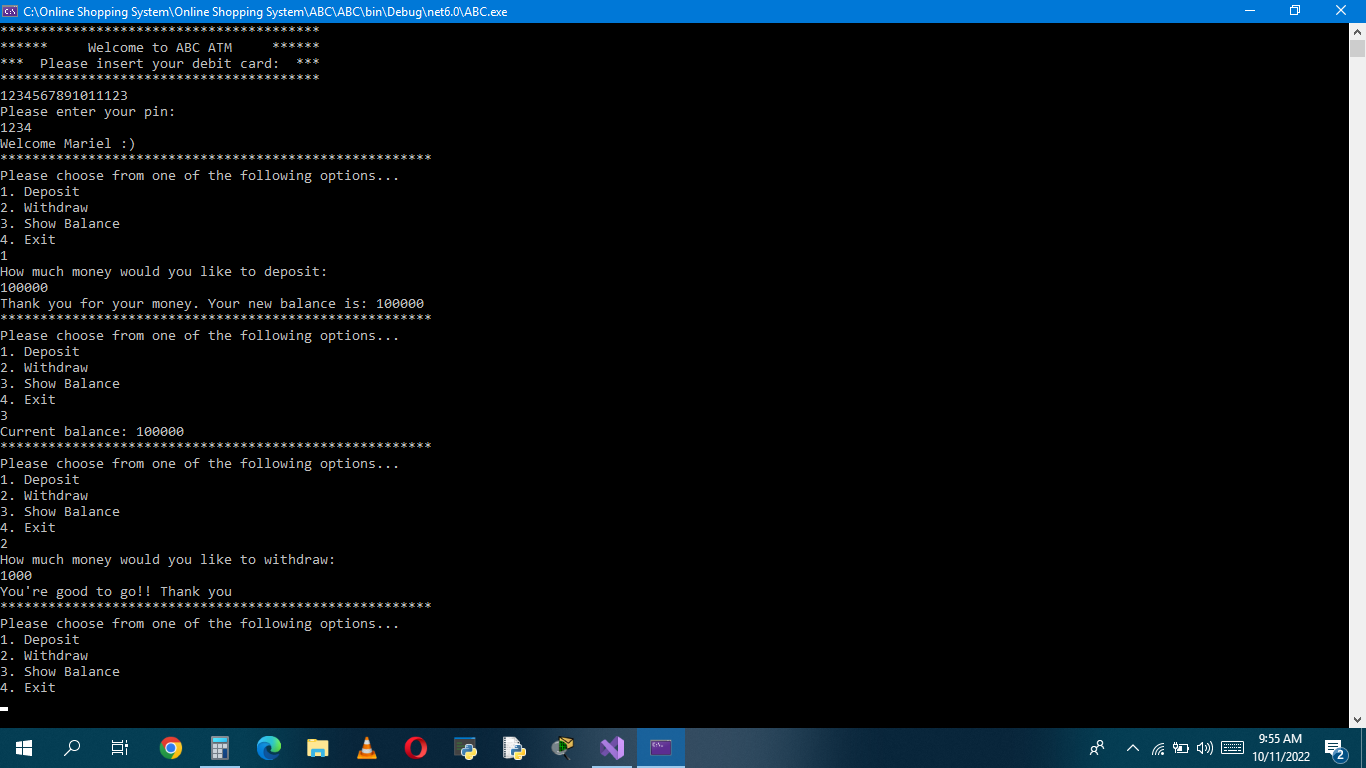 C:\Online Shopping System\Online Shopping System\ABC\ABC\bin\Debug\net6.0\ABC.exe
****************************************
******     Welcome to ABC ATM     ******
***  Please insert your debit card:  ***
****************************************
1234567891011123
Please enter your pin:
1234
Welcome Mariel :)
******************************************************
Please choose from one of the following options...
1. Deposit
2. Withdraw
3. Show Balance
4. Exit
1
How much money would you like to deposit:
100000
Thank you for your money. Your new balance is: 100000
******************************************************
Please choose from one of the following options...
1. Deposit
2. Withdraw
3. Show Balance
4. Exit
3
Current balance: 100000
******************************************************
Please choose from one of the following options...
1. Deposit
2. Withdraw
3. Show Balance
4. Exit
2
How much money would you like to withdraw:
1000
You're good to go!! Thank you
******************************************************
Please choose from one of the following options...
1. Deposit
2. Withdraw
3. Show Balance
4. Exit
9:55 AM
10/11/2022
2